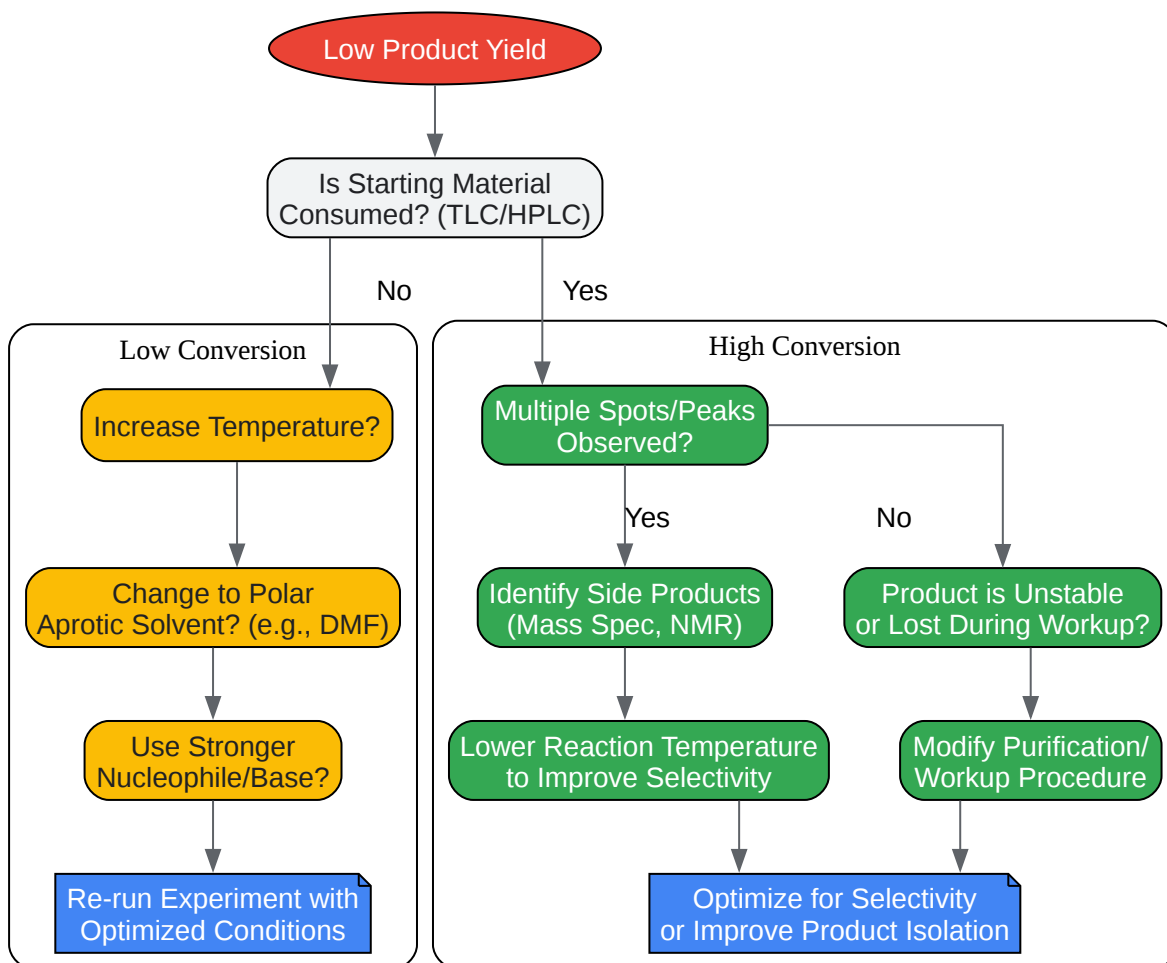 Low Product Yield
Is Starting Material
Consumed? (TLC/HPLC)
No
Yes
Low Conversion
Increase Temperature?
Change to Polar
Aprotic Solvent? (e.g., DMF)
Use Stronger
Nucleophile/Base?
Re-run Experiment with
Optimized Conditions
High Conversion
Multiple Spots/Peaks
Observed?
Yes
No
Identify Side Products
(Mass Spec, NMR)
Product is Unstable
or Lost During Workup?
Lower Reaction Temperature
to Improve Selectivity
Modify Purification/
Workup Procedure
Optimize for Selectivity
or Improve Product Isolation